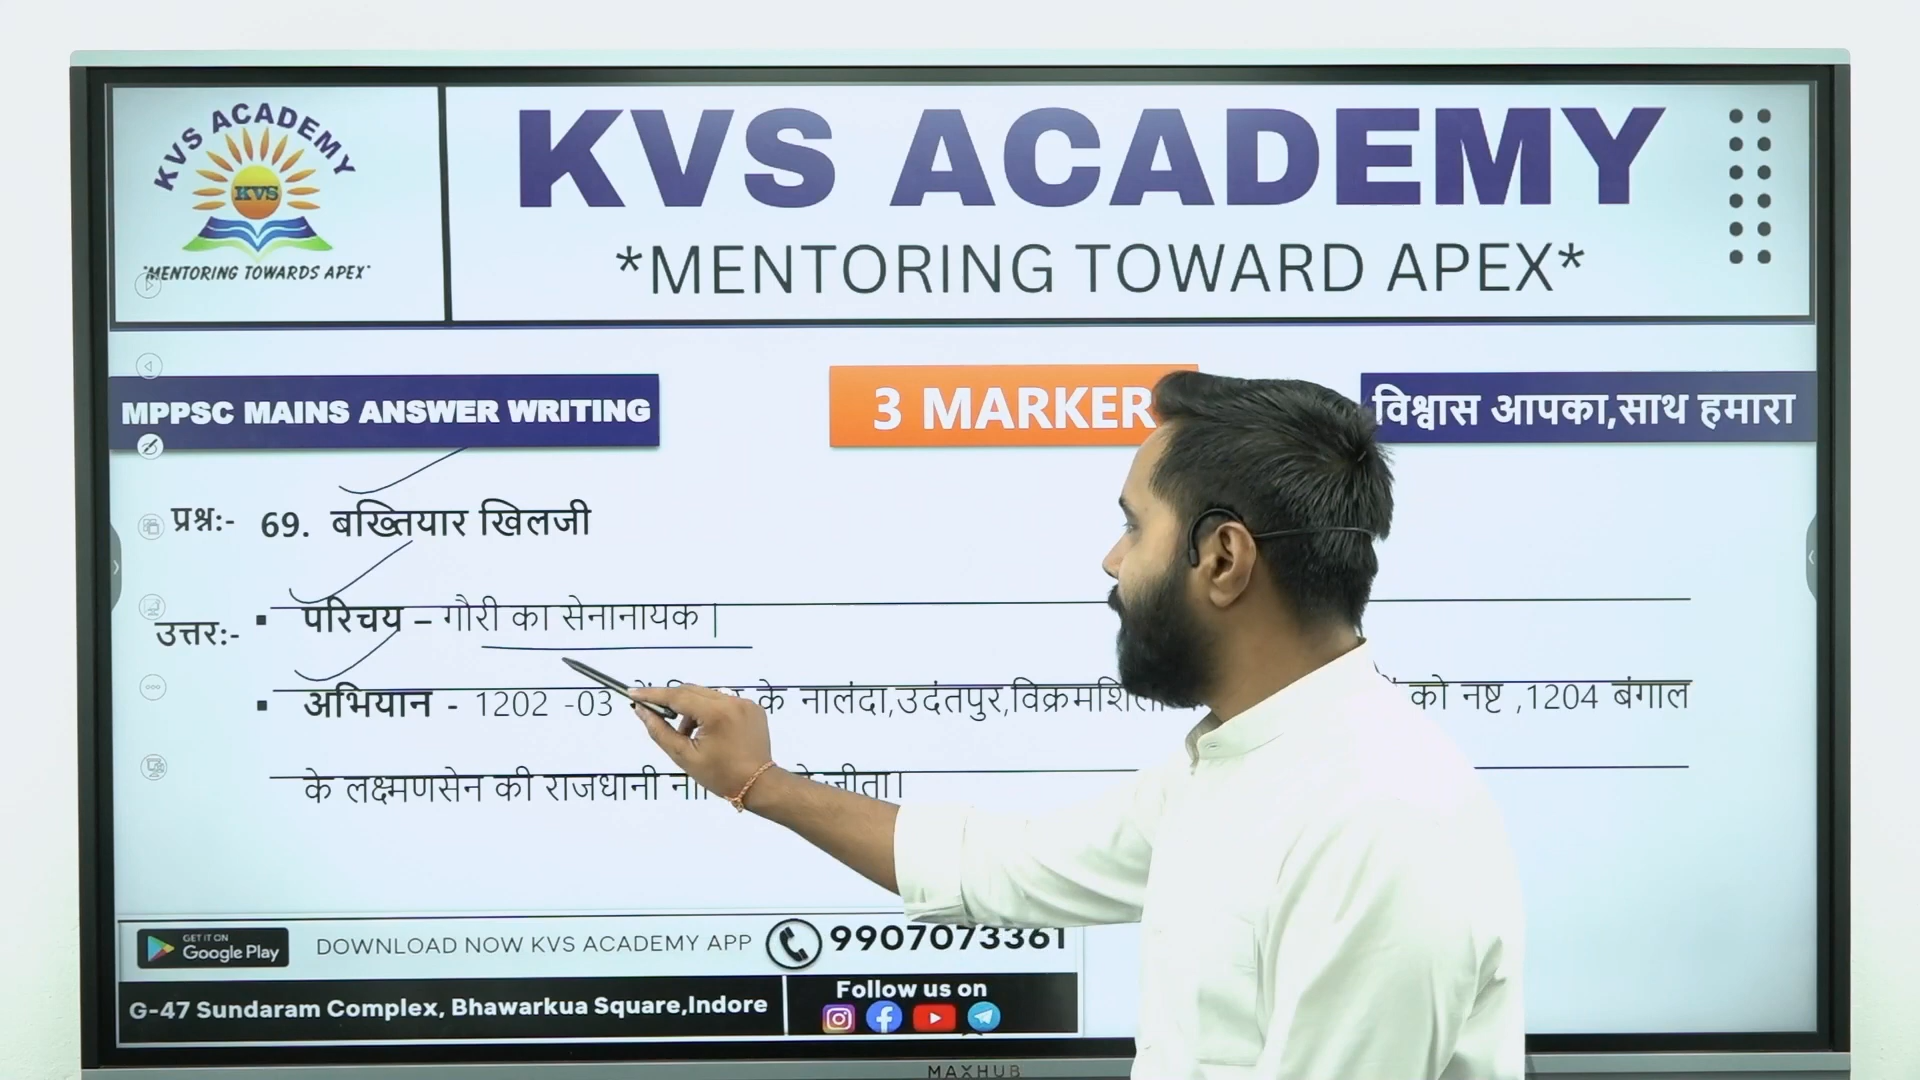 KVS ACADEMY
KVS
"MENTORING TOWARDS APEX"
KVS ACADEMY
*MENTORING TOWARD APEX*
MPPSC MAINS ANSWER WRITING
3 MARKER
विश्वास आपका,साथ हमारा
प्रश्न:- 69. बख्तियार खिलजी
उत्तर:-
▪ परिचय – गौरी का सेनानायक |
▪ अभियान - 1202 -03 के नालंदा,उदंतपुर, को नष्ट ,1204 बंगाल
के लक्ष्मणसेन की राजधानी जीता।
GET IT ON
Google Play
DOWNLOAD NOW KVS ACADEMY APP
9907073361
G-47 Sundaram Complex, Bhawarkua Square,Indore
Follow us on
MAXHUB